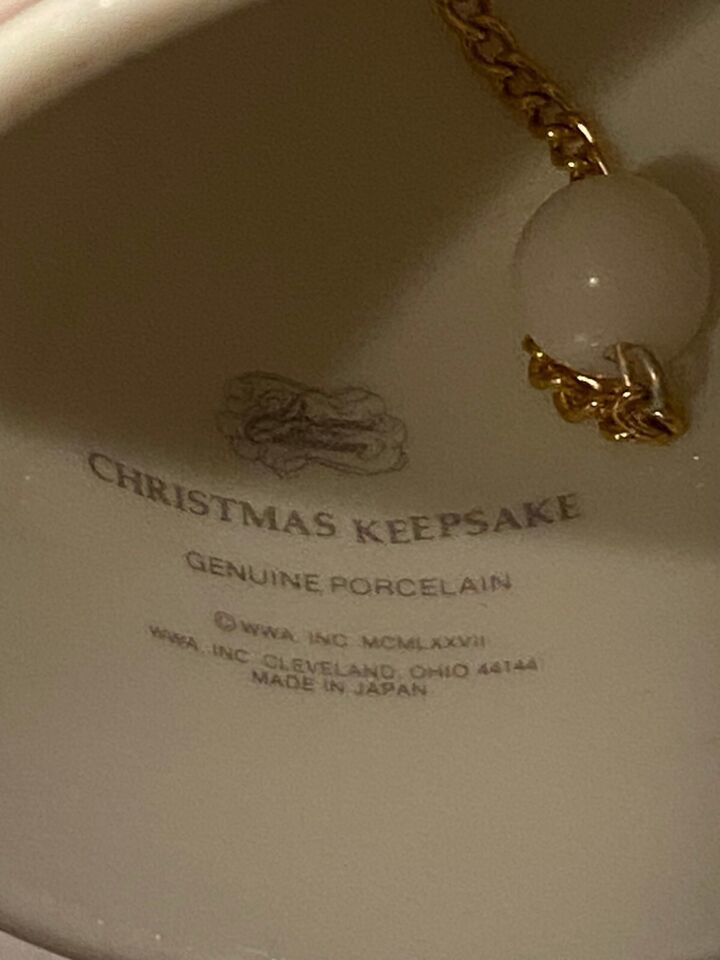 CHRISTMAS KEEPSAKE
GENUINE PORCELAIN
©WWA, INC MCMLXXVII
WWA, INC CLEVELAND, OHIO 44144
MADE IN JAPAN